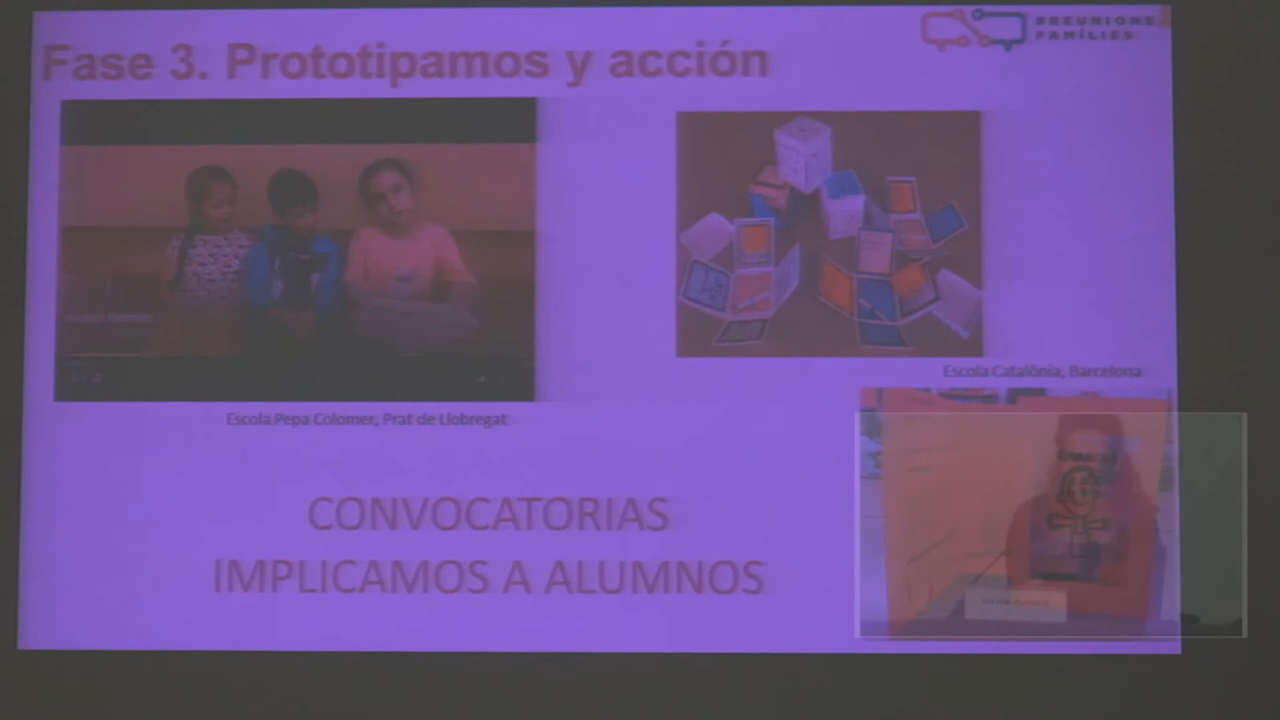 Fase 3. Prototipamos y acción
#REUNIONS
FAMÍLIES
Escola Catalònia, Barcelona
Escola Pepa Colomer, Prat de Llobregat
CONVOCATORIAS
IMPLICAMOS A ALUMNOS